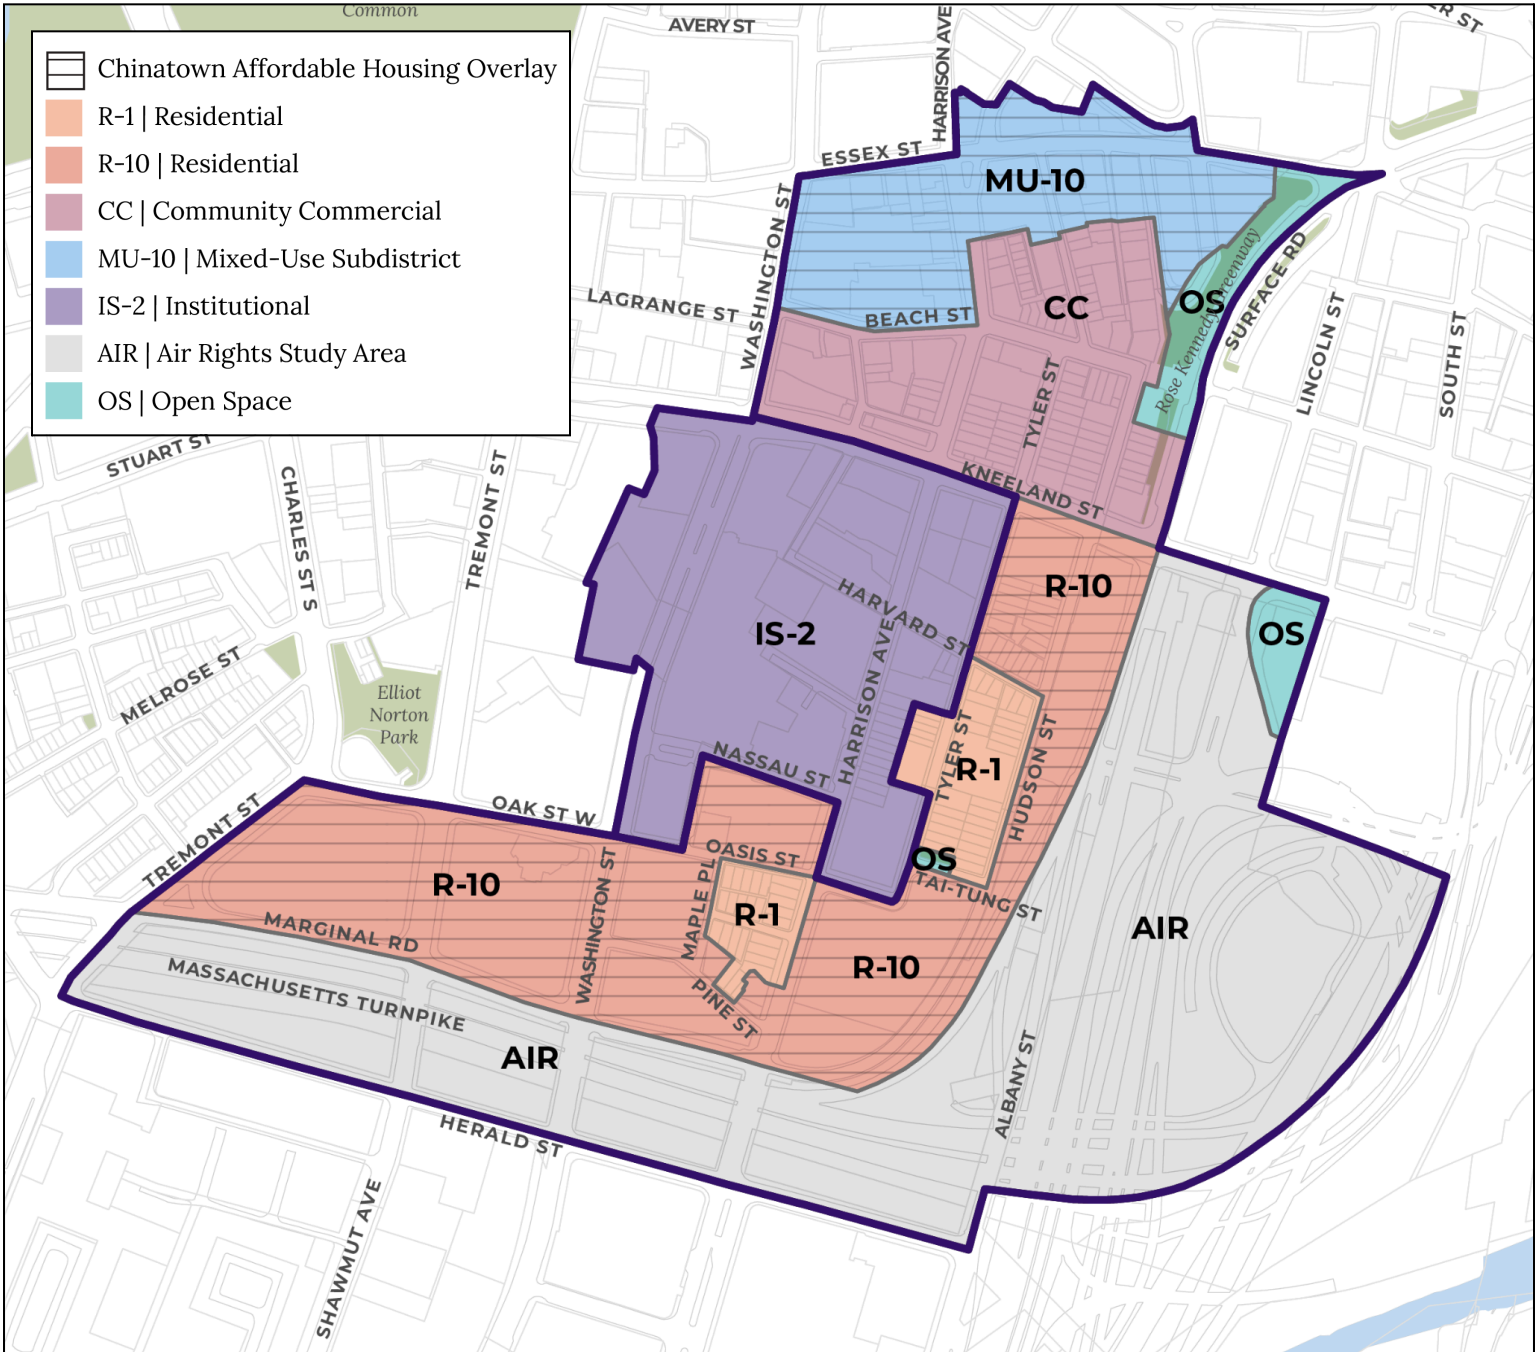 Common
AVERY ST
HARRISON AVE
ER ST
Chinatown Affordable Housing Overlay
R-1 | Residential
R-10 | Residential
CC | Community Commercial
MU-10 | Mixed-Use Subdistrict
IS-2 | Institutional
AIR | Air Rights Study Area
OS | Open Space
ESSEX ST
MU-10
WASHINGTON ST
LAGRANGE ST
BEACH ST
CC
OS
Rose Kennedy Greenway
SURFACE RD
LINCOLN ST
SOUTH ST
TYLER ST
KNEELAND ST
STUART ST
CHARLES ST S
TREMONT ST
R-10
HARVARD ST
IS-2
HARRISON AVE
OS
MELROSE ST
Elliot
Norton
Park
NASSAU ST
TYLER ST
R-1
HUDSON ST
OAK ST W
TREMONT ST
OASIS ST
OS
TAI-TUNG ST
R-10
WASHINGTON ST
MAPLE PL
R-1
AIR
MARGINAL RD
R-10
MASSACHUSETTS TURNPIKE
PINE ST
AIR
ALBANY ST
HERALD ST
SHAWMUT AVE